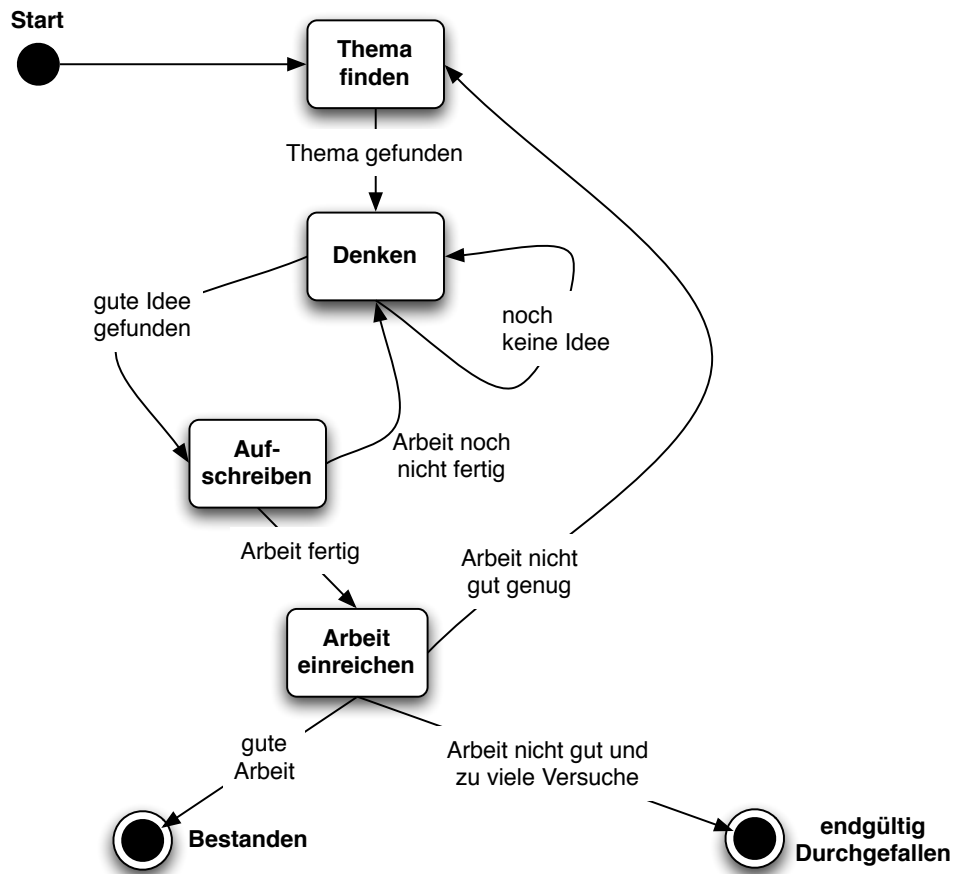 Start
Thema
finden
Thema gefunden
Denken
gute Idee
gefunden
noch
keine Idee
Auf-
schreiben
Arbeit noch
nicht fertig
Arbeit fertig
Arbeit nicht
gut genug
Arbeit
einreichen
gute
Arbeit
Arbeit nicht gut und
zu viele Versuche
Bestanden
endgültig
Durchgefallen